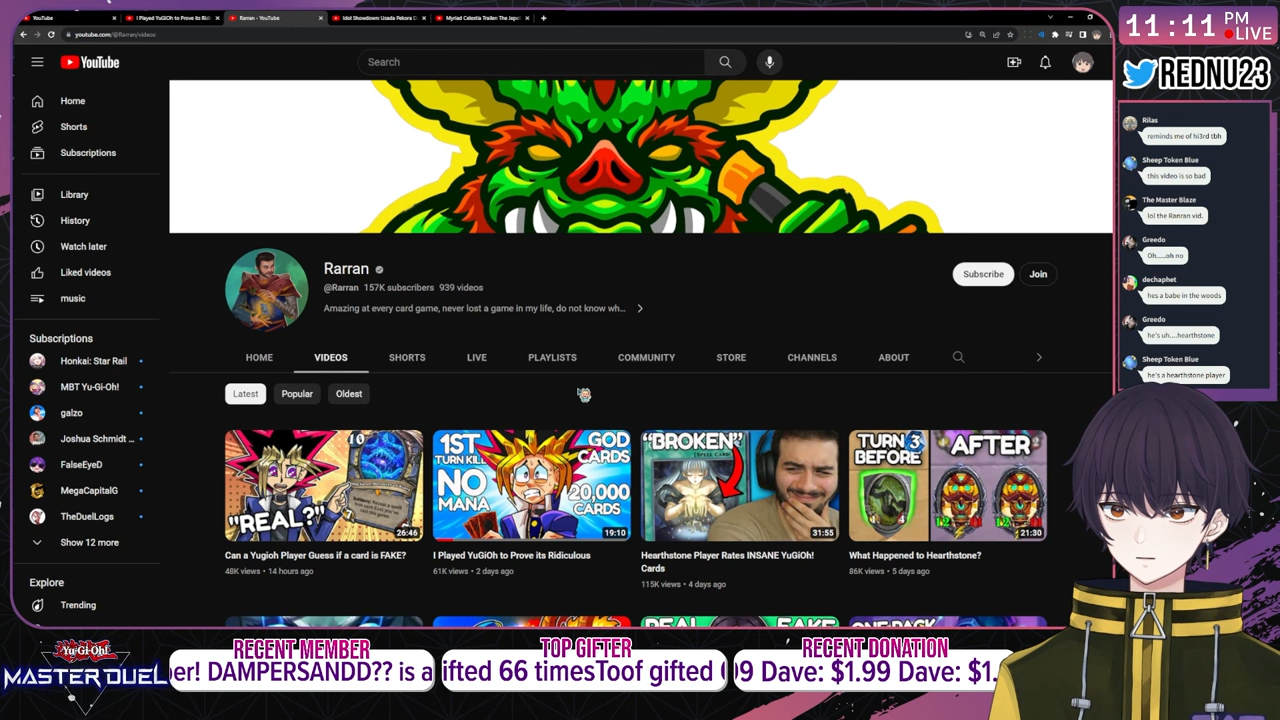 YouTube
I Played YuGiOh to Prove its Ridi
Rarran - YouTube
Idol Showdown Usada Pekora D
Myriad Celestia Trailer: The Jepe
youtube.com/@Rarran/videos
YouTube
Search
Home
Shorts
Subscriptions
Library
History
Watch later
Liked videos
music
Subscriptions
Honkai: Star Rail
MBT Yu-Gi-Oh!
galzo
Joshua Schmidt ...
FalseEyeD
MegaCapitalG
TheDuelLogs
Show 12 more
Explore
Trending
Rarran
@Rarran 157K subscribers 939 videos
Amazing at every card game, never lost a game in my life, do not know wh...
Subscribe
Join
HOME
VIDEOS
SHORTS
LIVE
PLAYLISTS
COMMUNITY
STORE
CHANNELS
ABOUT
Latest
Popular
Oldest
10
"REAL?"
26:46
Can a Yugioh Player Guess if a card is FAKE?
48K views • 14 hours ago
1ST
TURN KILL
NO
MANA
GOD
CARDS
20,000
CARDS
19:10
I Played YuGiOh to Prove its Ridiculous
61K views • 2 days ago
"BROKEN"
31:55
Hearthstone Player Rates INSANE YuGiOh! Cards
115K views • 4 days ago
TURN 3
BEFORE
AFTER
21:30
What Happened to Hearthstone?
86K views • 5 days ago
REAL
FAKE
ONE PACK
11:11 PM
LIVE
REDNU23
Rilas
reminds me of hi3rd tbh
Sheep Token Blue
this video is so bad
The Master Blaze
lol the Ranran vid.
Greedo
Oh.....oh no
dechaphet
hes a babe in the woods
Greedo
he's uh....hearthstone
Sheep Token Blue
he's a hearthstone player
Yu-Gi-Oh!
MASTER DUEL
RECENT MEMBER
er! DAMPERSANDD?? is a
TOP GIFTER
ifted 66 timesToof gifted
RECENT DONATION
99 Dave: $1.99 Dave: $1.